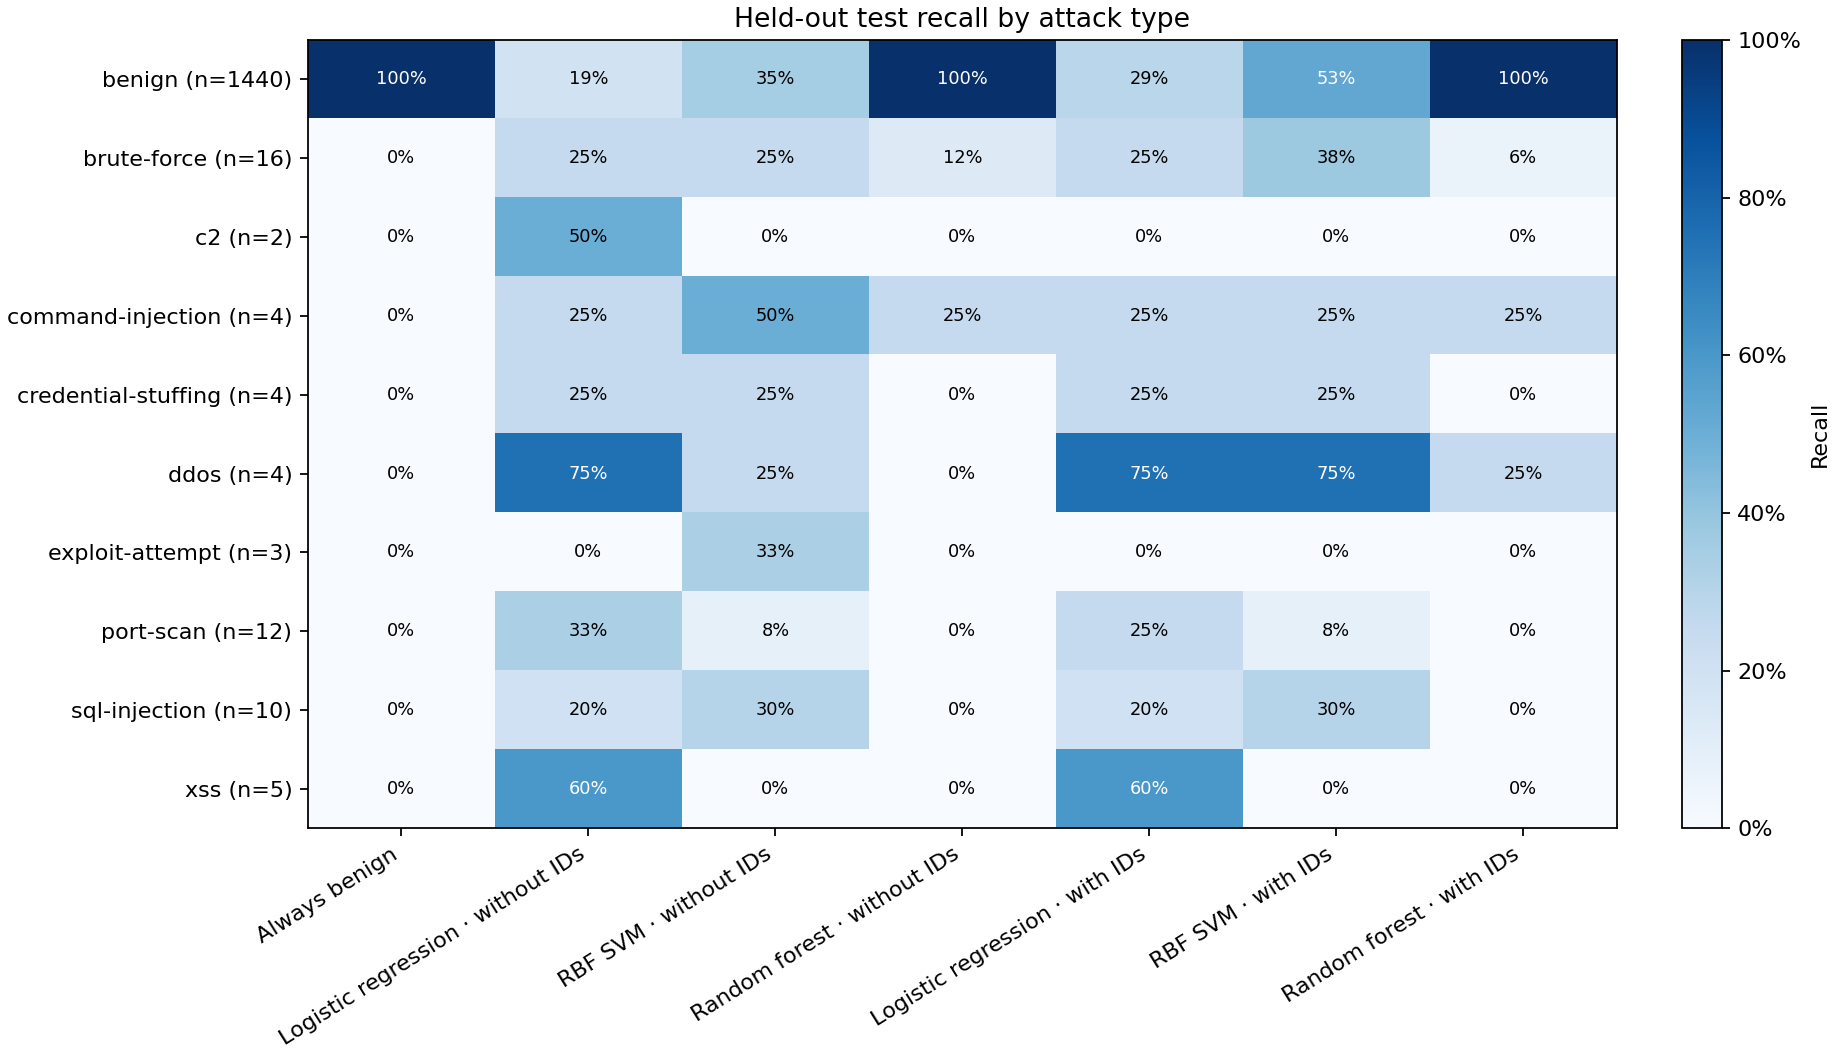 Held-out test recall by attack type
benign (n=1440) 100% 19% 35% 100% 29% 53% 100%
brute-force (n=16) 0% 25% 25% 12% 25% 38% 6%
c2 (n=2) 0% 50% 0% 0% 0% 0% 0%
command-injection (n=4) 0% 25% 50% 25% 25% 25% 25%
credential-stuffing (n=4) 0% 25% 25% 0% 25% 25% 0%
ddos (n=4) 0% 75% 25% 0% 75% 75% 25%
exploit-attempt (n=3) 0% 0% 33% 0% 0% 0% 0%
port-scan (n=12) 0% 33% 8% 0% 25% 8% 0%
sql-injection (n=10) 0% 20% 30% 0% 20% 30% 0%
xss (n=5) 0% 60% 0% 0% 60% 0% 0%
Always benign
Logistic regression · without IDs
RBF SVM · without IDs
Random forest · without IDs
Logistic regression · with IDs
RBF SVM · with IDs
Random forest · with IDs
100%
80%
60%
40%
20%
0%
Recall